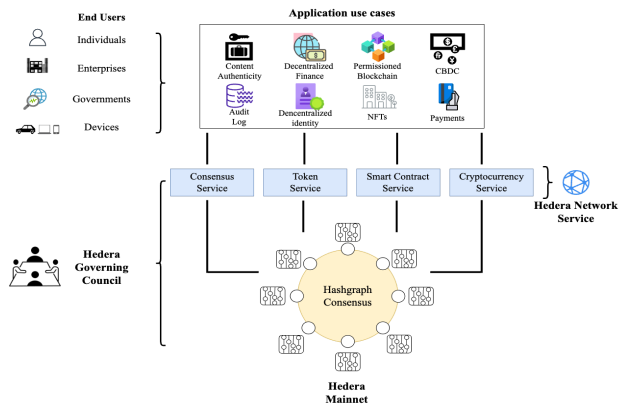 End Users
Individuals
Enterprises
Governments
Devices
Application use cases
Content
Authenticity
Decentralized
Finance
Permissioned
Blockchain
CBDC
Audit
Log
Dencentralized
identity
NFTs
Payments
Consensus
Service
Token
Service
Smart Contract
Service
Cryptocurrency
Service
Hedera Network
Service
Hedera
Governing
Council
Hashgraph
Consensus
Hedera
Mainnet